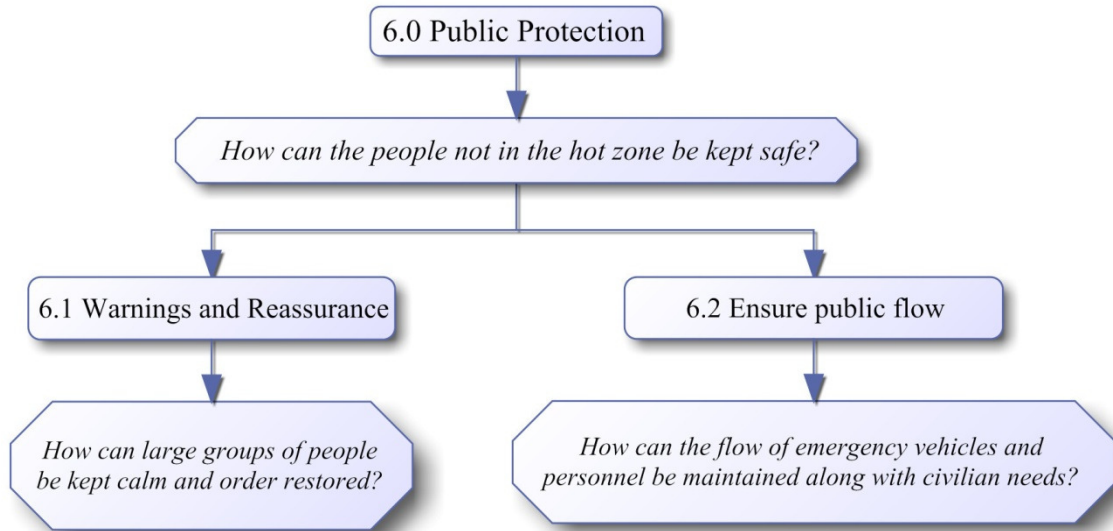 6.0 Public Protection
How can the people not in the hot zone be kept safe?
6.1 Warnings and Reassurance
6.2 Ensure public flow
How can large groups of people
be kept calm and order restored?
How can the flow of emergency vehicles and
personnel be maintained along with civilian needs?